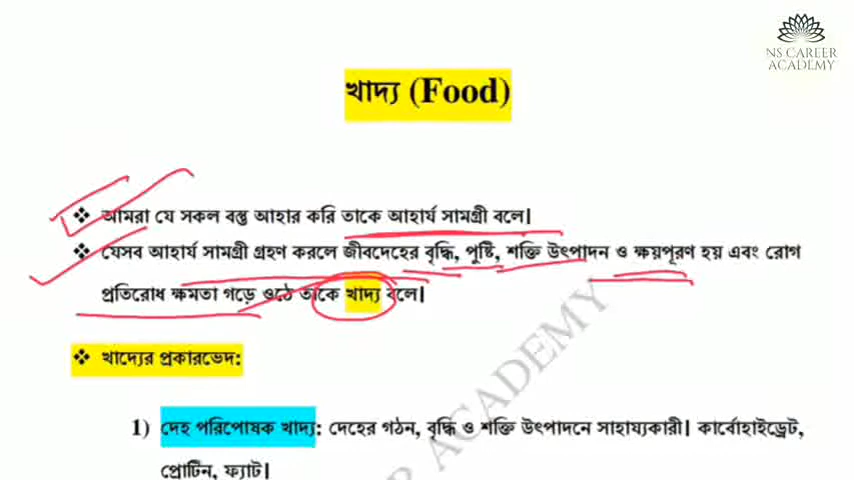 NS CAREER
ACADEMY
খাদ্য (Food)
❖ আমরা যে সকল বস্তু আহার করি তাকে আহার্য সামগ্রী বলে।
❖ যেসব আহার্য সামগ্রী গ্রহণ করলে জীবদেহের বৃদ্ধি, পুষ্টি, শক্তি উৎপাদন ও ক্ষয়পূরণ হয় এবং রোগ
প্রতিরোধ ক্ষমতা গড়ে ওঠে তাকে খাদ্য বলে।
❖ খাদ্যের প্রকারভেদ:
1) দেহ পরিপোষক খাদ্য: দেহের গঠন, বৃদ্ধি ও শক্তি উৎপাদনে সাহায্যকারী। কার্বোহাইড্রেট,
প্রোটিন, ফ্যাট।
R ACADEMY